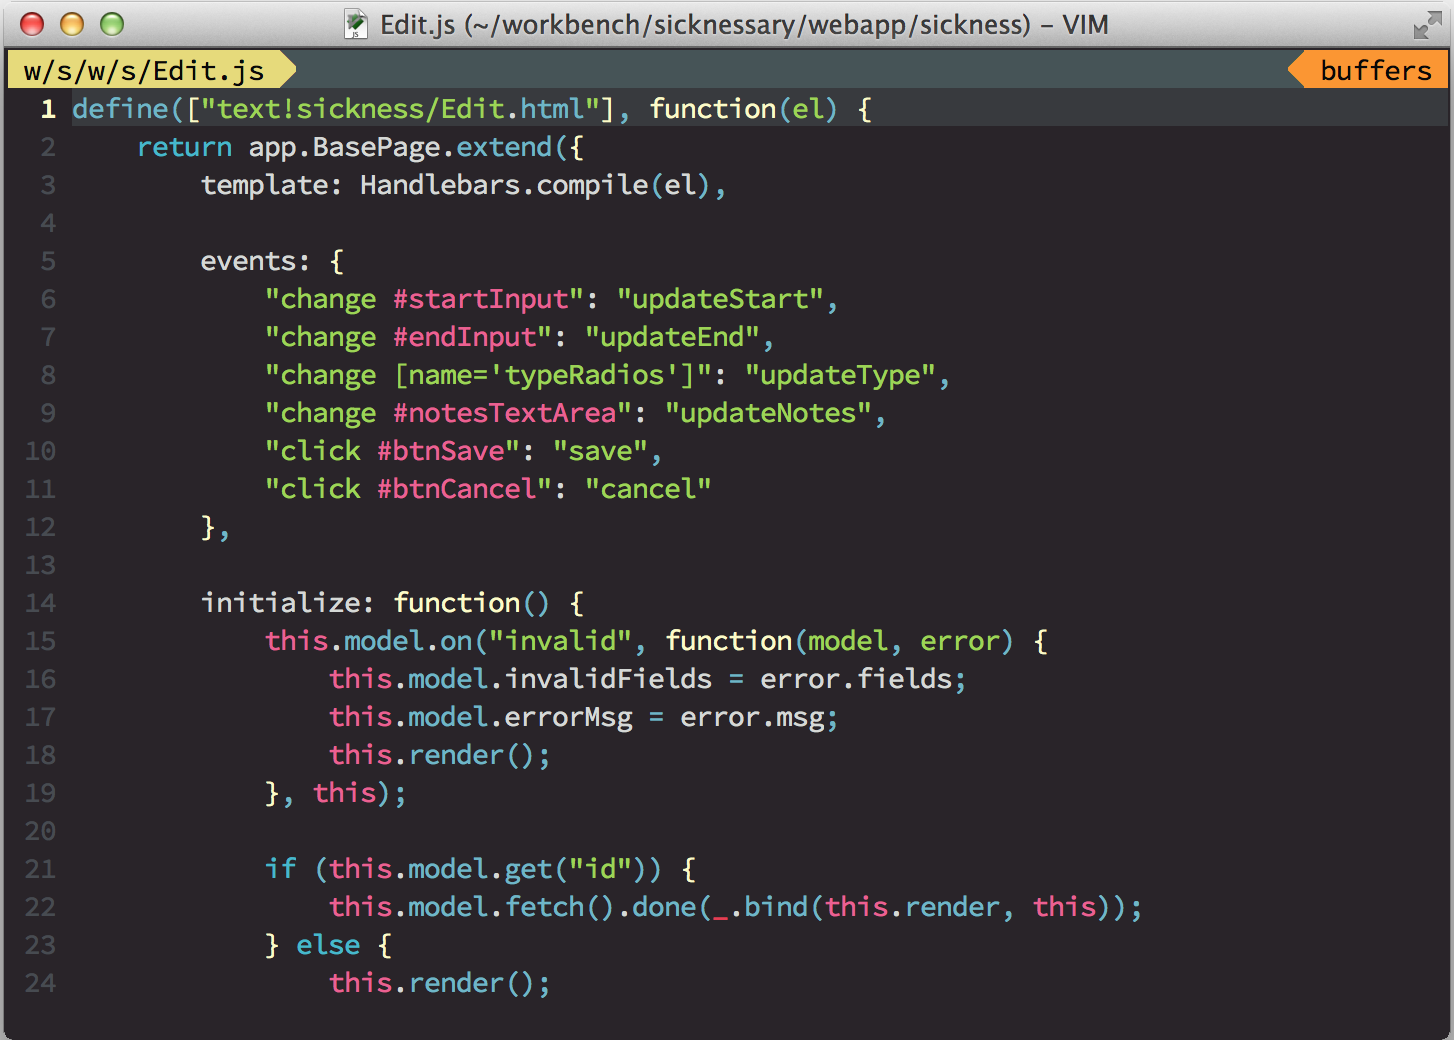 Edit.js (~/workbench/sicknessary/webapp/sickness) – VIM
w/s/w/s/Edit.js buffers
1 define(["text!sickness/Edit.html"], function(el) {
2     return app.BasePage.extend({
3         template: Handlebars.compile(el),
4
5         events: {
6             "change #startInput": "updateStart",
7             "change #endInput": "updateEnd",
8             "change [name='typeRadios']": "updateType",
9             "change #notesTextArea": "updateNotes",
10             "click #btnSave": "save",
11             "click #btnCancel": "cancel"
12         },
13
14         initialize: function() {
15             this.model.on("invalid", function(model, error) {
16                 this.model.invalidFields = error.fields;
17                 this.model.errorMsg = error.msg;
18                 this.render();
19             }, this);
20
21             if (this.model.get("id")) {
22                 this.model.fetch().done(_.bind(this.render, this));
23             } else {
24                 this.render();